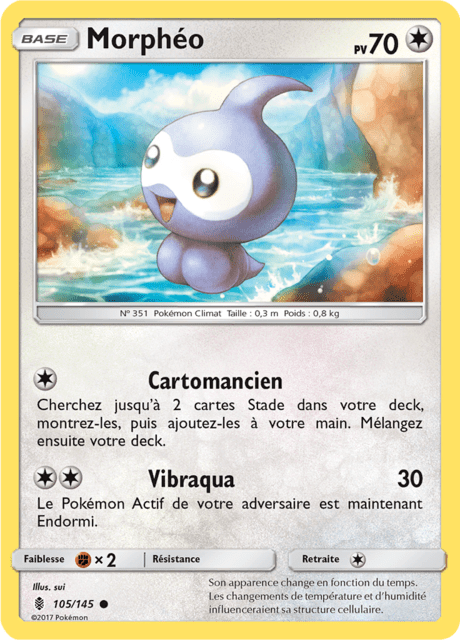 BASE Morphéo PV 70
N° 351 Pokémon Climat Taille : 0,3 m Poids : 0,8 kg
Cartomancien
Cherchez jusqu'à 2 cartes Stade dans votre deck,
montrez-les, puis ajoutez-les à votre main. Mélangez
ensuite votre deck.
Vibraqua 30
Le Pokémon Actif de votre adversaire est maintenant
Endormi.
Faiblesse ×2 Résistance Retraite
Illus. sui
105/145
©2017 Pokémon
Son apparence change en fonction du temps.
Les changements de température et d'humidité
influenceraient sa structure cellulaire.